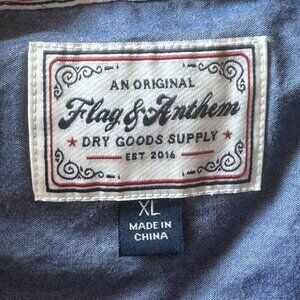 AN ORIGINAL
Flag & Anthem
DRY GOODS SUPPLY
EST 2016
XL
MADE IN
CHINA